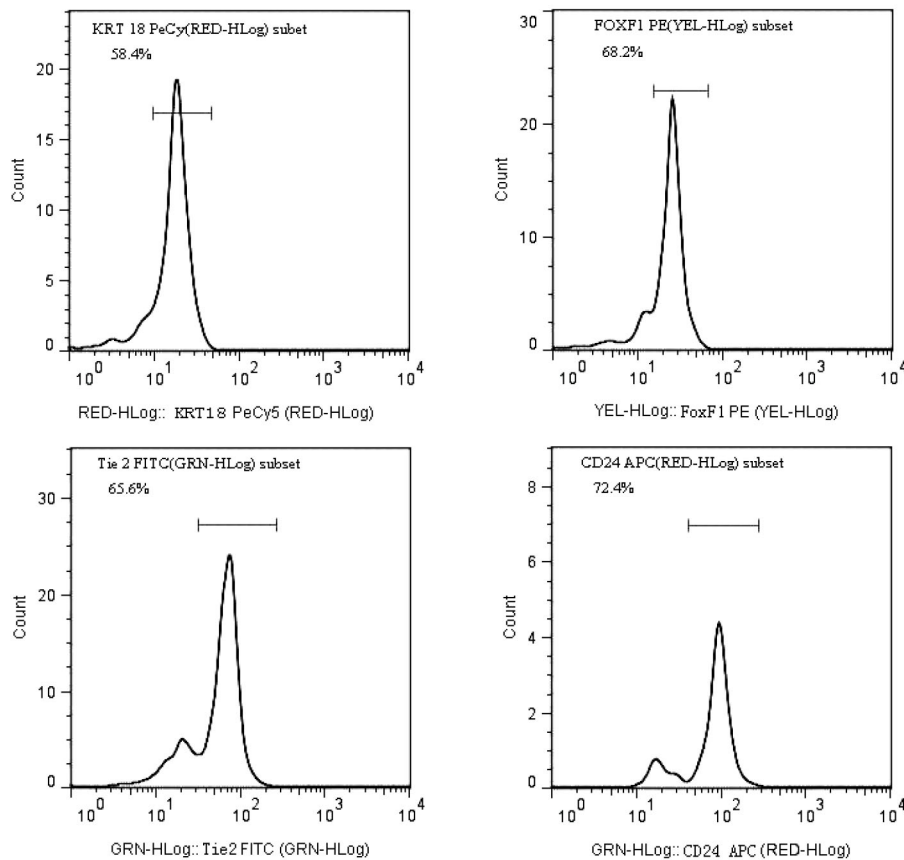 KRT 18 PeCy(RED-HLog) subet
58.4%
20
15
10
5
0
Count
10^0 10^1 10^2 10^3 10^4
RED-HLog:: KRT18 PeCy5 (RED-HLog)
30
FOXF1 PE(YEL-HLog) subset
68.2%
20
10
0
Count
10^0 10^1 10^2 10^3 10^4
YEL-HLog:: FoxF1 PE (YEL-HLog)
Tie 2 FITC(GRN-HLog) subset
65.6%
30
20
10
0
Count
10^0 10^1 10^2 10^3 10^4
GRN-HLog:: Tie2 FITC (GRN-HLog)
CD24 APC(RED-HLog) subset
72.4%
8
6
4
2
0
Count
10^0 10^1 10^2 10^3 10^4
GRN-HLog:: CD24 APC (RED-HLog)